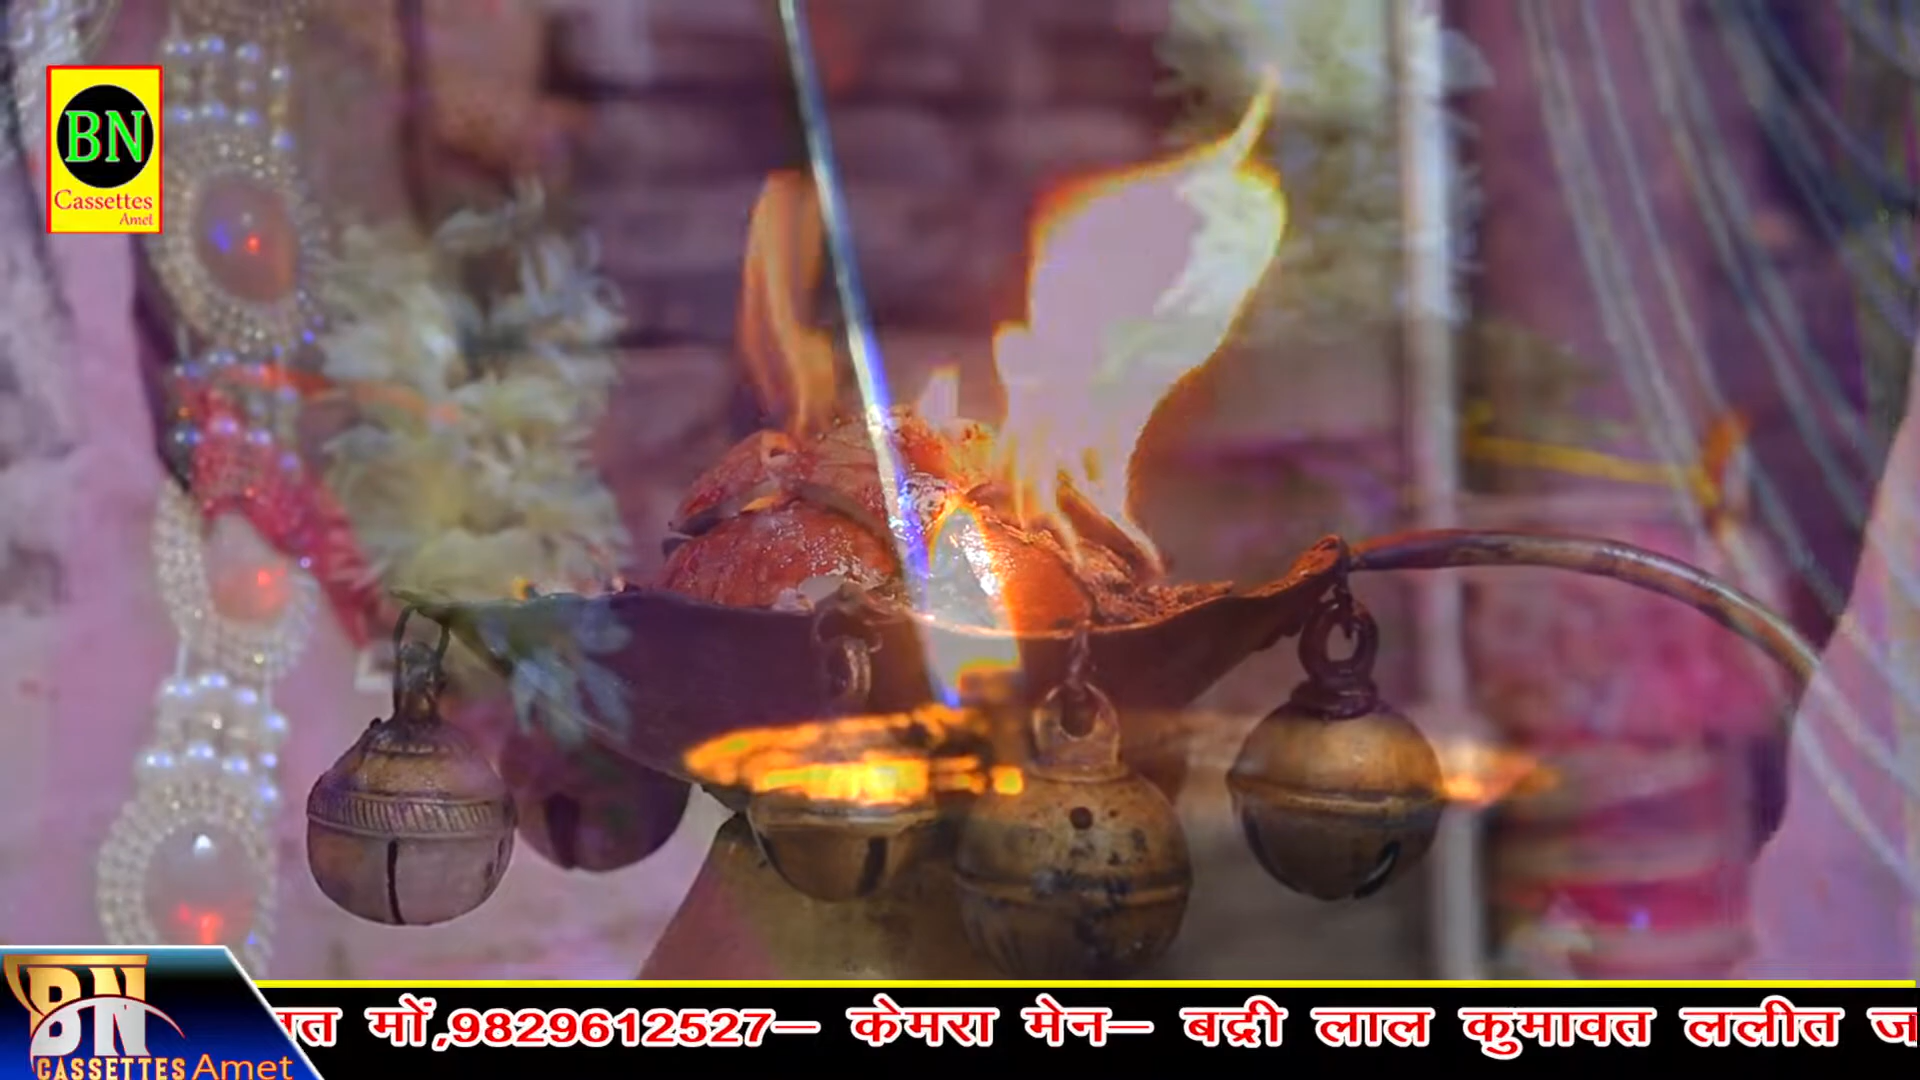 BN
Cassettes
Amet
BN
CASSETTES Amet
मों,9829612527— केमरा मेन— बद्री लाल कुमावत ललीत